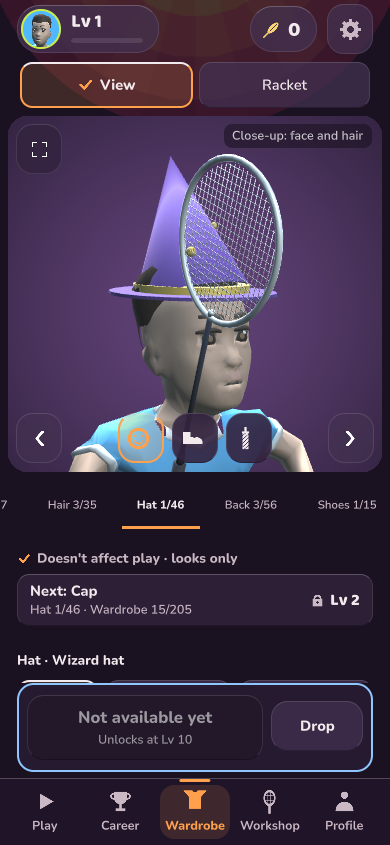 Lv 1
0
View
Racket
Close-up: face and hair
7
Hair 3/35
Hat 1/46
Back 3/56
Shoes 1/15
Doesn't affect play · looks only
Next: Cap
Hat 1/46 · Wardrobe 15/205
Lv 2
Hat · Wizard hat
Not available yet
Unlocks at Lv 10
Drop
Play
Career
Wardrobe
Workshop
Profile